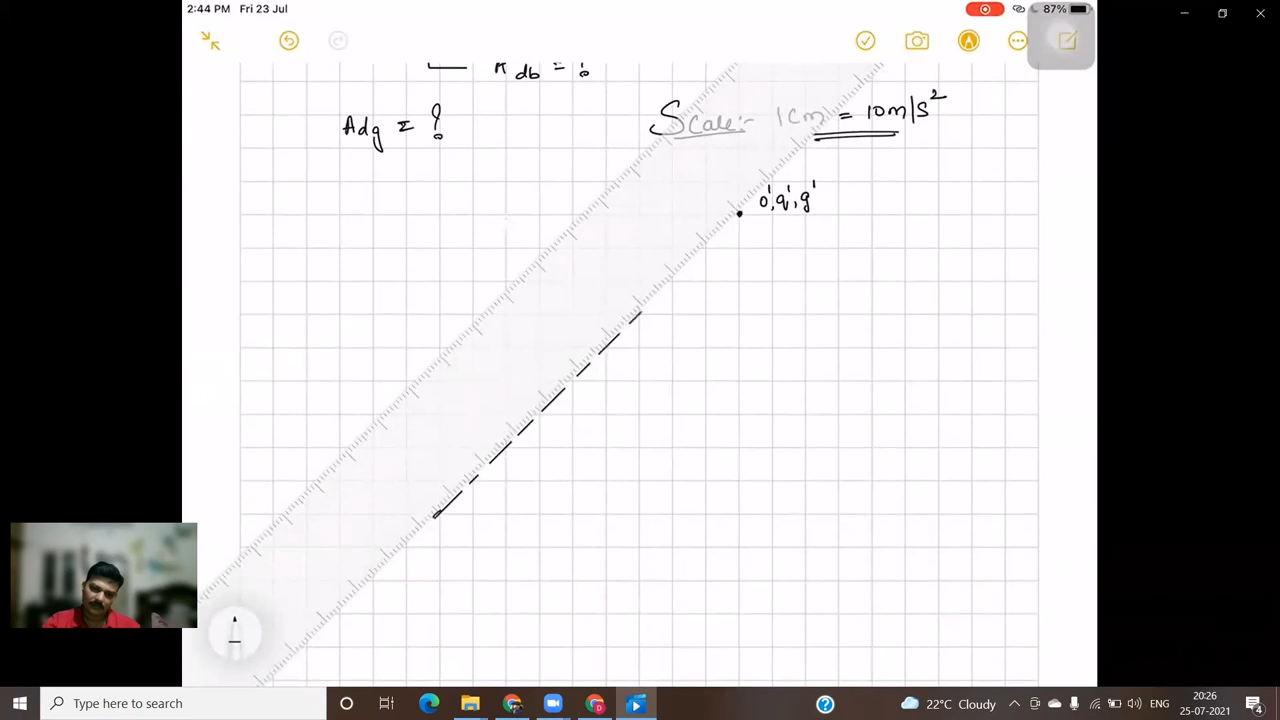 2:44 PM Fri 23 Jul
87%
A db = ?
Adg = ?
Scale:- 1cm = 10m/s²
o',q',g'
Type here to search
22°C Cloudy
ENG
20:26
25-07-2021